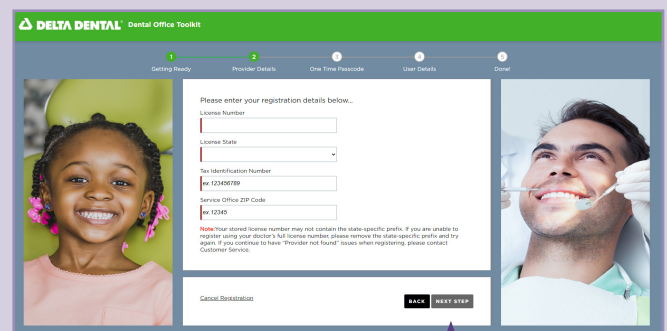 DELTA DENTAL® Dental Office Toolkit
1 2 3 4 5
Getting Ready Provider Details One Time Passcode User Details Done!
Please enter your registration details below...
License Number
License State
Tax Identification Number
ex.123456789
Service Office ZIP Code
ex.12345
Note:Your stored license number may not contain the state-specific prefix. If you are unable to
register using your doctor's full license number, please remove the state-specific prefix and try
again. If you continue to have "Provider not found" issues when registering, please contact
Customer Service.
Cancel Registration
BACK NEXT STEP